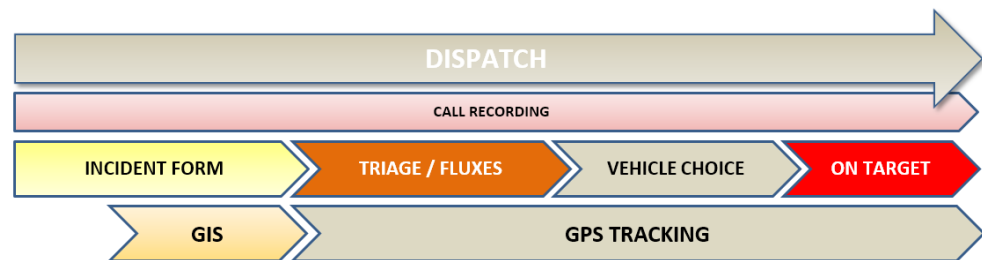 DISPATCH
CALL RECORDING
INCIDENT FORM
TRIAGE / FLUXES
VEHICLE CHOICE
ON TARGET
GIS
GPS TRACKING